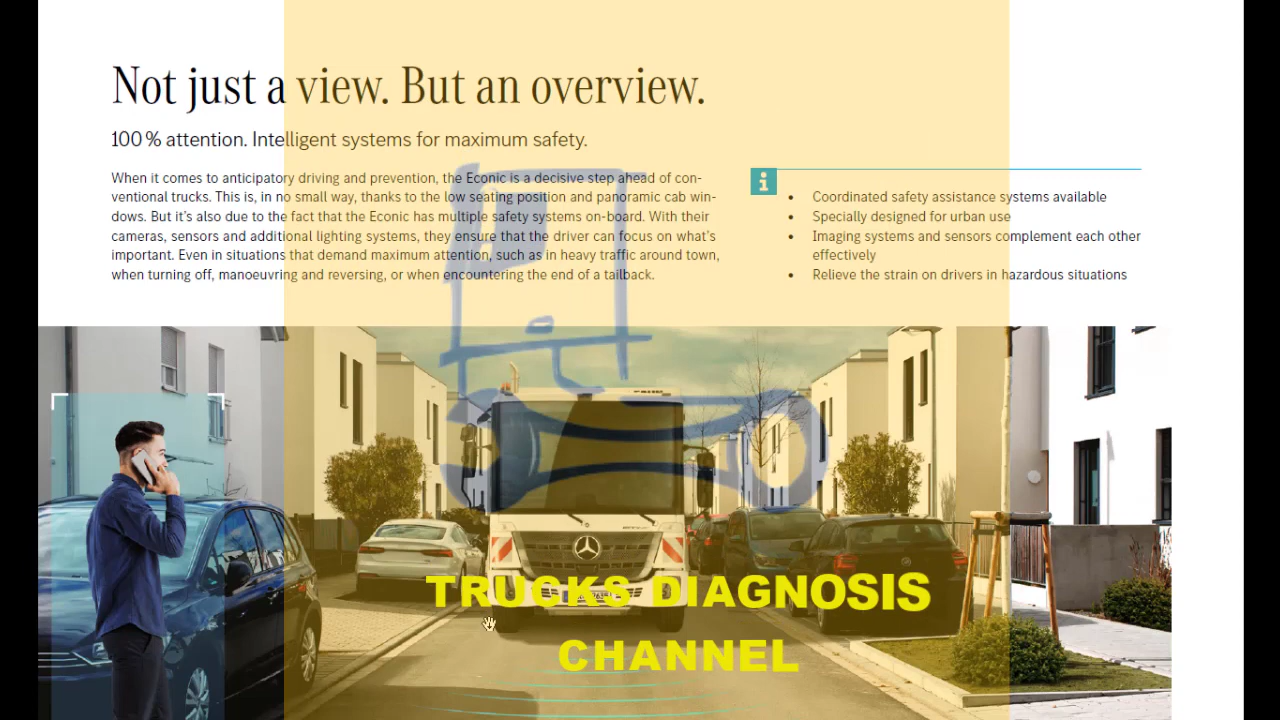 Not just a view. But an overview.
100 % attention. Intelligent systems for maximum safety.
When it comes to anticipatory driving and prevention, the Econic is a decisive step ahead of con-
ventional trucks. This is, in no small way, thanks to the low seating position and panoramic cab win-
dows. But it's also due to the fact that the Econic has multiple safety systems on-board. With their
cameras, sensors and additional lighting systems, they ensure that the driver can focus on what's
important. Even in situations that demand maximum attention, such as in heavy traffic around town,
when turning off, manoeuvring and reversing, or when encountering the end of a tailback.
i
• Coordinated safety assistance systems available
• Specially designed for urban use
• Imaging systems and sensors complement each other
effectively
• Relieve the strain on drivers in hazardous situations
TRUCKS DIAGNOSIS
CHANNEL